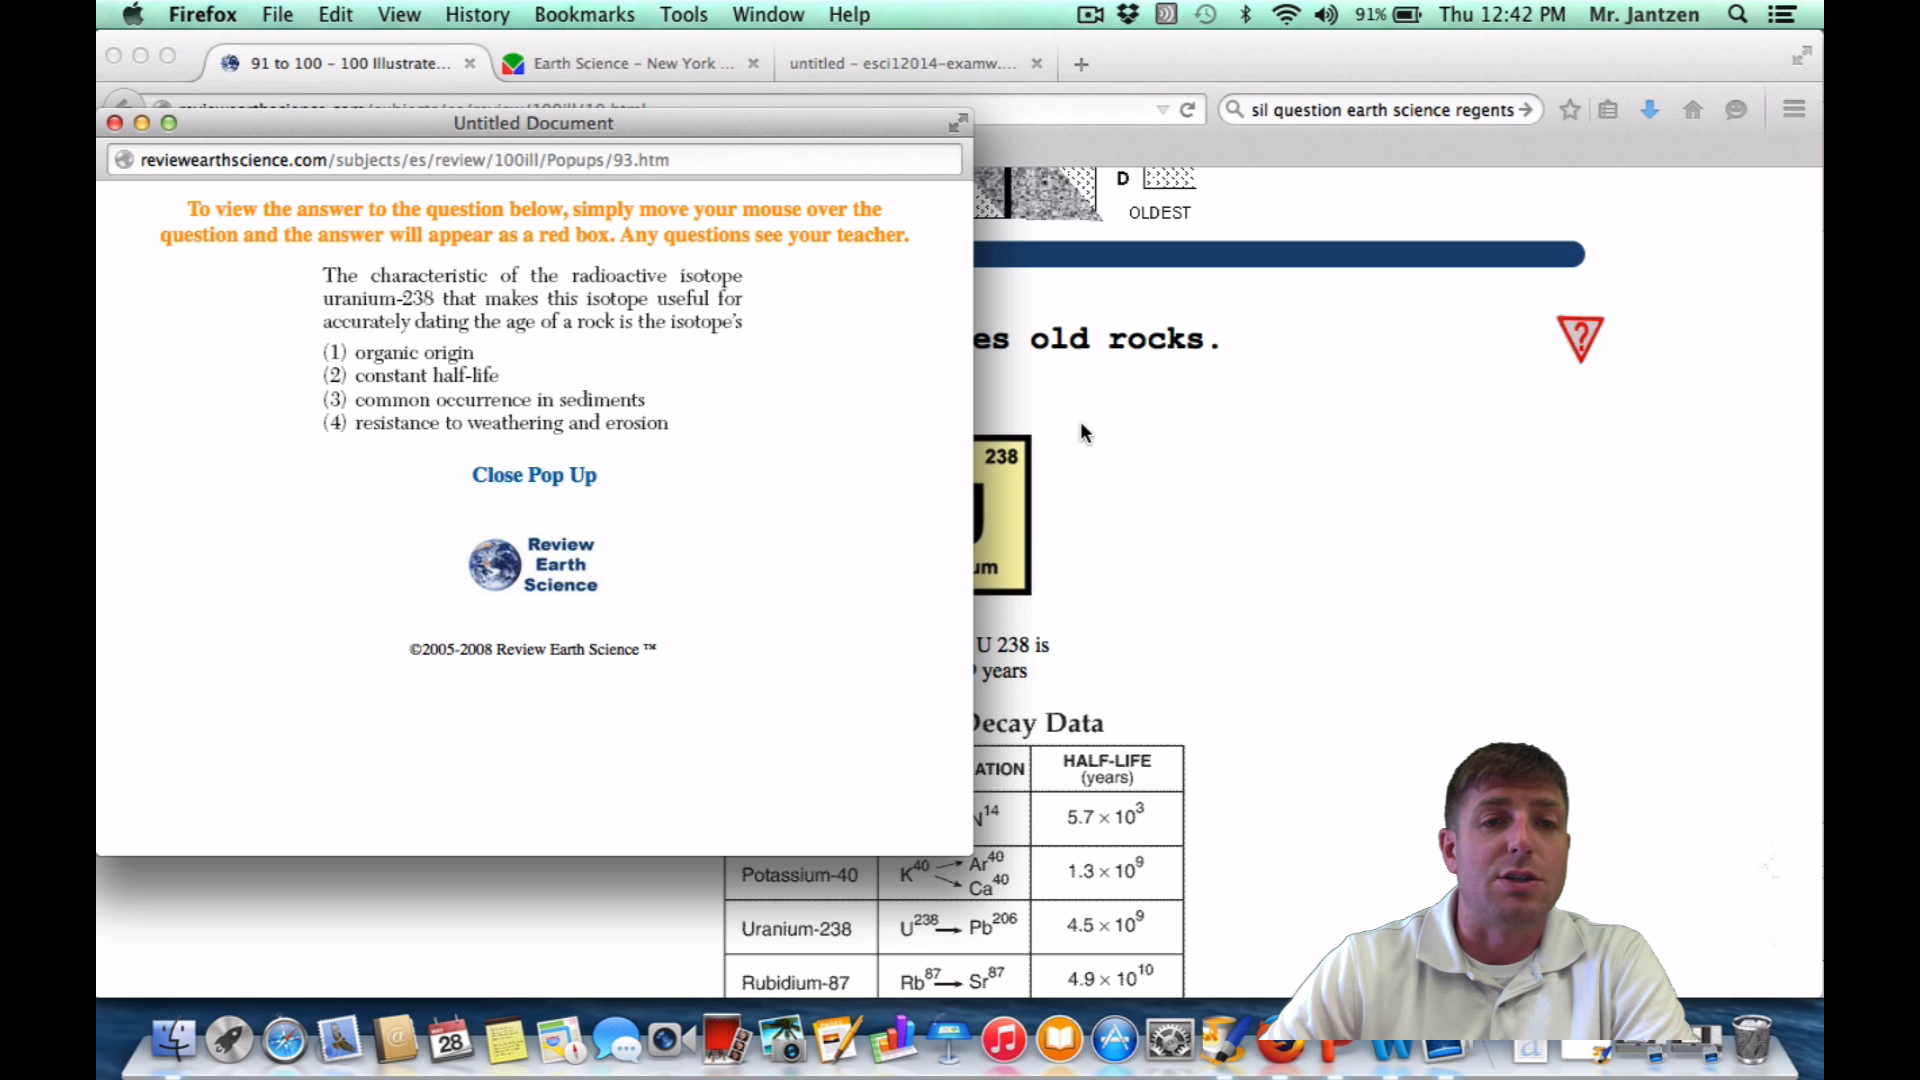 Firefox File Edit View History Bookmarks Tools Window Help 91% Thu 12:42 PM Mr. Jantzen
91 to 100 – 100 Illustrate... Earth Science – New York ... untitled – esci12014-examw....
sil question earth science regents
Untitled Document
reviewearthscience.com/subjects/es/review/100ill/Popups/93.htm
To view the answer to the question below, simply move your mouse over the
question and the answer will appear as a red box. Any questions see your teacher.
The characteristic of the radioactive isotope
uranium-238 that makes this isotope useful for
accurately dating the age of a rock is the isotope's
(1) organic origin
(2) constant half-life
(3) common occurrence in sediments
(4) resistance to weathering and erosion
Close Pop Up
Review
Earth
Science
©2005-2008 Review Earth Science ™
D
OLDEST
es old rocks.
?
238
um
U 238 is
years
Decay Data
ATION HALF-LIFE
(years)
N¹⁴ 5.7 × 10³
Potassium-40 K⁴⁰ Ar⁴⁰ Ca⁴⁰ 1.3 × 10⁹
Uranium-238 U²³⁸ → Pb²⁰⁶ 4.5 × 10⁹
Rubidium-87 Rb⁸⁷ → Sr⁸⁷ 4.9 × 10¹⁰
28